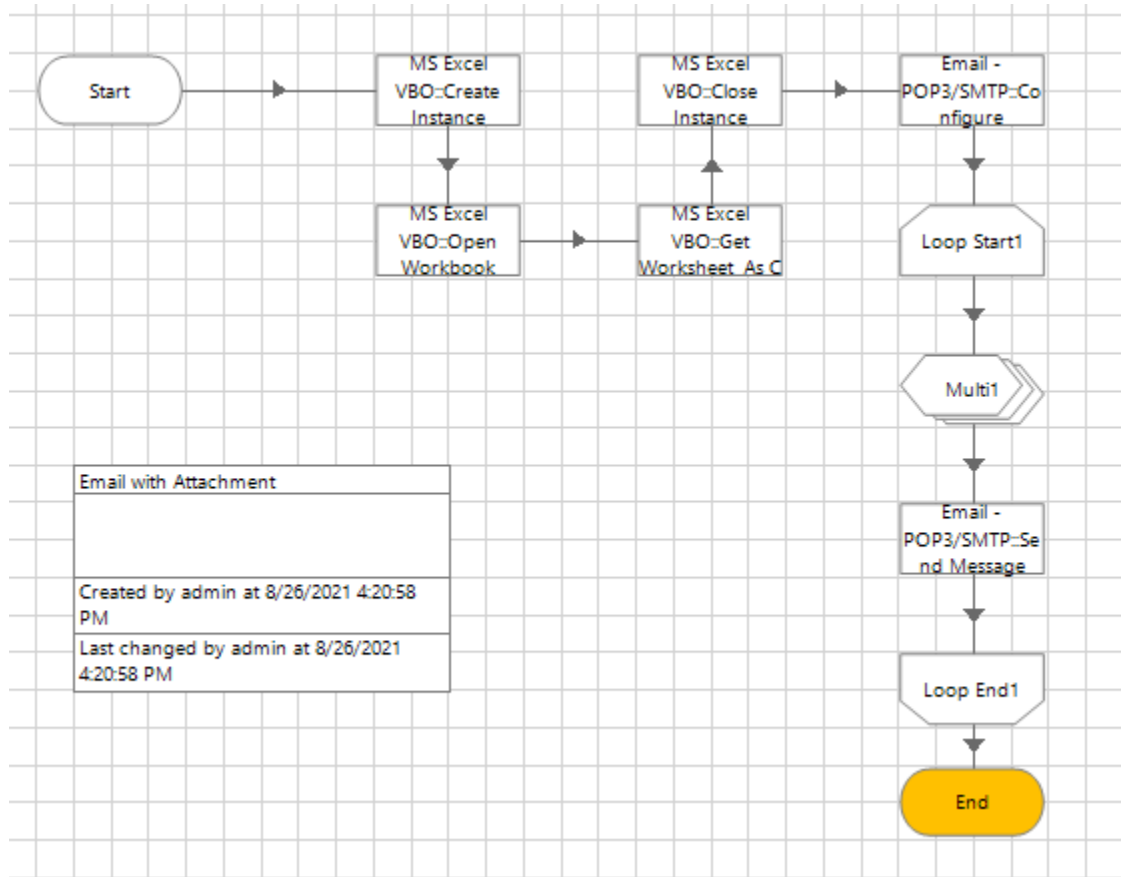 Start
MS Excel
VBO::Create
Instance
MS Excel
VBO::Open
Workbook
MS Excel
VBO::Get
Worksheet As C
MS Excel
VBO::Close
Instance
Email -
POP3/SMTP::Co
nfigure
Loop Start1
Multi1
Email -
POP3/SMTP::Se
nd Message
Loop End1
End
Email with Attachment
Created by admin at 8/26/2021 4:20:58
PM
Last changed by admin at 8/26/2021
4:20:58 PM